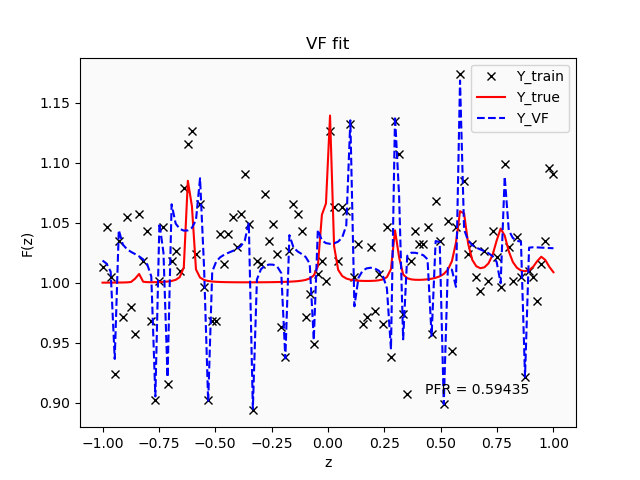 VF fit
Y_train
Y_true
Y_VF
F(z)
1.15
1.10
1.05
1.00
0.95
0.90
PFR = 0.59435
−1.00 −0.75 −0.50 −0.25 0.00 0.25 0.50 0.75 1.00
z